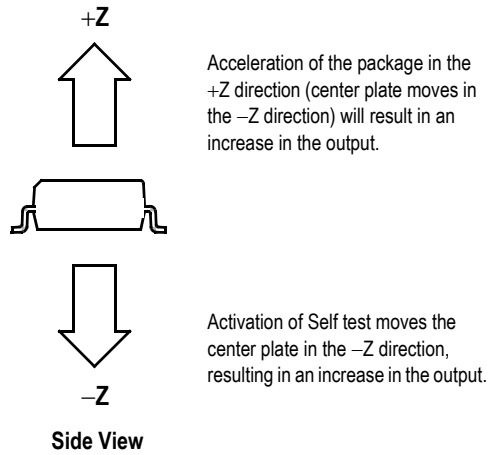 +Z
Acceleration of the package in the
+Z direction (center plate moves in
the −Z direction) will result in an
increase in the output.
Activation of Self test moves the
center plate in the −Z direction,
resulting in an increase in the output.
−Z
Side View